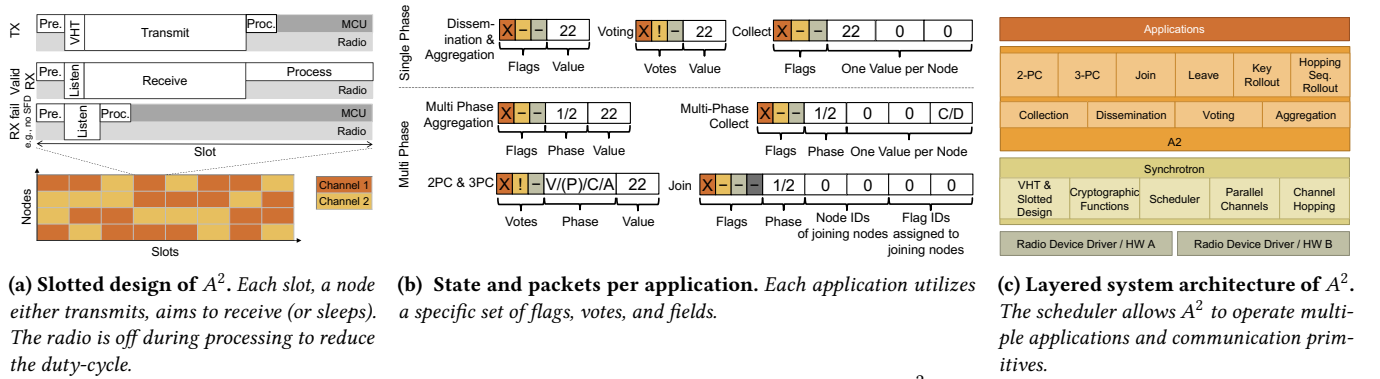 TX
Pre.
VHT
Transmit
Proc.
MCU
Radio
Valid
RX
Pre.
Listen
Receive
Process
Radio
RX fail
e.g., no SFD
Pre.
Listen
Proc.
MCU
Radio
Slot
Nodes
Slots
Channel 1
Channel 2
(a) Slotted design of A². Each slot, a node
either transmits, aims to receive (or sleeps).
The radio is off during processing to reduce
the duty-cycle.
Single Phase
Dissem-
ination &
Aggregation
X – – 22
Flags Value
Voting
X ! – 22
Votes Value
Collect
X – – 22 0 0
Flags One Value per Node
Multi Phase
Multi Phase
Aggregation
X – – 1/2 22
Flags Phase Value
Multi-Phase
Collect
X – – 1/2 0 0 C/D
Flags Phase One Value per Node
2PC & 3PC
X ! – V/(P)/C/A 22
Votes Phase Value
Join
X – – – 1/2 0 0 0 0
Flags Phase Node IDs
of joining nodes
Flag IDs
assigned to
joining nodes
(b) State and packets per application. Each application utilizes
a specific set of flags, votes, and fields.
Applications
2-PC
3-PC
Join
Leave
Key
Rollout
Hopping
Seq.
Rollout
Collection
Dissemination
Voting
Aggregation
A2
Synchrotron
VHT &
Slotted
Design
Cryptographic
Functions
Scheduler
Parallel
Channels
Channel
Hopping
Radio Device Driver / HW A
Radio Device Driver / HW B
(c) Layered system architecture of A².
The scheduler allows A² to operate multi-
ple applications and communication prim-
itives.